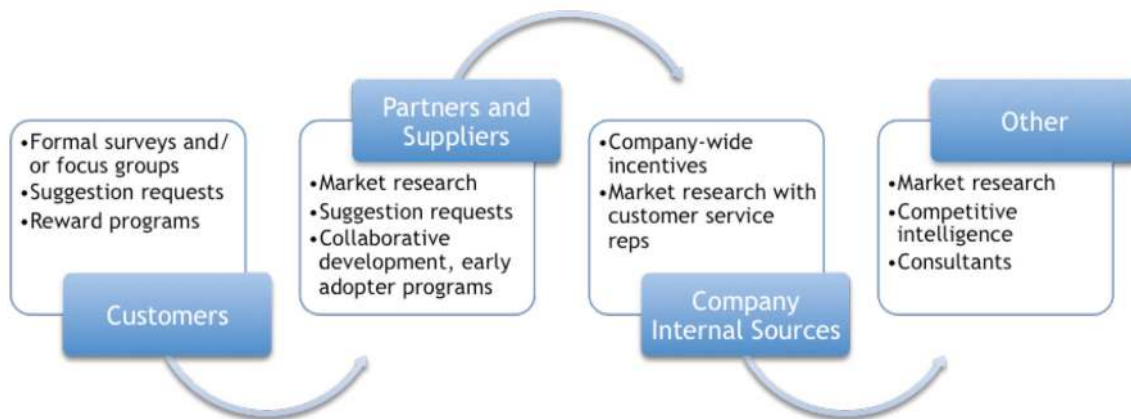 •Formal surveys and/
or focus groups
•Suggestion requests
•Reward programs
Customers
Partners and
Suppliers
•Market research
•Suggestion requests
•Collaborative
development, early
adopter programs
•Company-wide
incentives
•Market research with
customer service
reps
Company
Internal Sources
Other
•Market research
•Competitive
intelligence
•Consultants